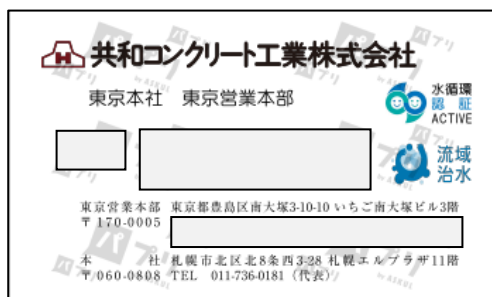 共和コンクリート工業株式会社
東京本社 東京営業本部
水循環
認証
ACTIVE
流域
治水
東京営業本部 東京都豊島区南大塚3-10-10 いちご南大塚ビル3階
〒170-0005
本 社 札幌市北区北8条西3-28 札幌エルプラザ11階
〒060-0808 TEL 011-736-0181（代表）
パプリ
by ASKUL